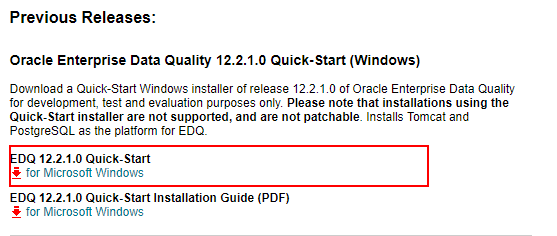 Previous Releases:
Oracle Enterprise Data Quality 12.2.1.0 Quick-Start (Windows)
Download a Quick-Start Windows installer of release 12.2.1.0 of Oracle Enterprise Data Quality
for development, test and evaluation purposes only. Please note that installations using the
Quick-Start installer are not supported, and are not patchable. Installs Tomcat and
PostgreSQL as the platform for EDQ.
EDQ 12.2.1.0 Quick-Start
for Microsoft Windows
EDQ 12.2.1.0 Quick-Start Installation Guide (PDF)
for Microsoft Windows